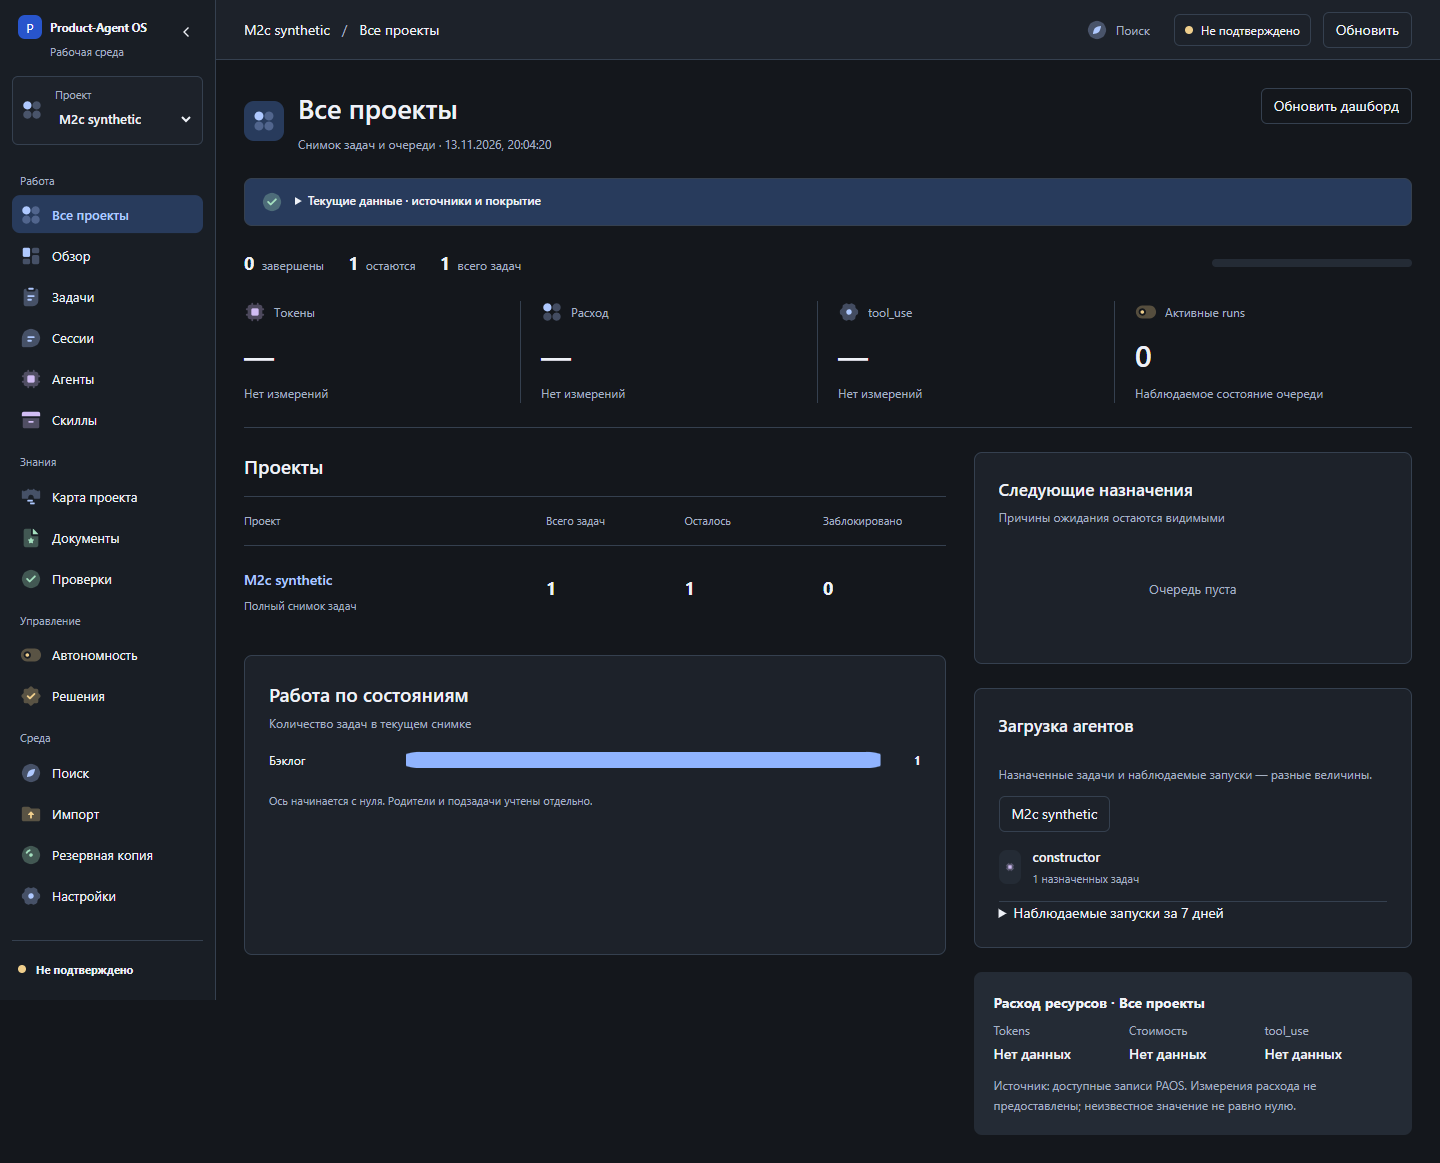 P Product-Agent OS
Рабочая среда
Проект
M2c synthetic
Работа
Все проекты
Обзор
Задачи
Сессии
Агенты
Скиллы
Знания
Карта проекта
Документы
Проверки
Управление
Автономность
Решения
Среда
Поиск
Импорт
Резервная копия
Настройки
Не подтверждено
M2c synthetic / Все проекты
Поиск
Не подтверждено
Обновить
Все проекты
Снимок задач и очереди · 13.11.2026, 20:04:20
Обновить дашборд
Текущие данные · источники и покрытие
0 завершены 1 остаются 1 всего задач
Токены
—
Нет измерений
Расход
—
Нет измерений
tool_use
—
Нет измерений
Активные runs
0
Наблюдаемое состояние очереди
Проекты
Проект Всего задач Осталось Заблокировано
M2c synthetic 1 1 0
Полный снимок задач
Работа по состояниям
Количество задач в текущем снимке
Бэклог 1
Ось начинается с нуля. Родители и подзадачи учтены отдельно.
Следующие назначения
Причины ожидания остаются видимыми
Очередь пуста
Загрузка агентов
Назначенные задачи и наблюдаемые запуски — разные величины.
M2c synthetic
constructor
1 назначенных задач
Наблюдаемые запуски за 7 дней
Расход ресурсов · Все проекты
Tokens Стоимость tool_use
Нет данных Нет данных Нет данных
Источник: доступные записи PAOS. Измерения расхода не
предоставлены; неизвестное значение не равно нулю.